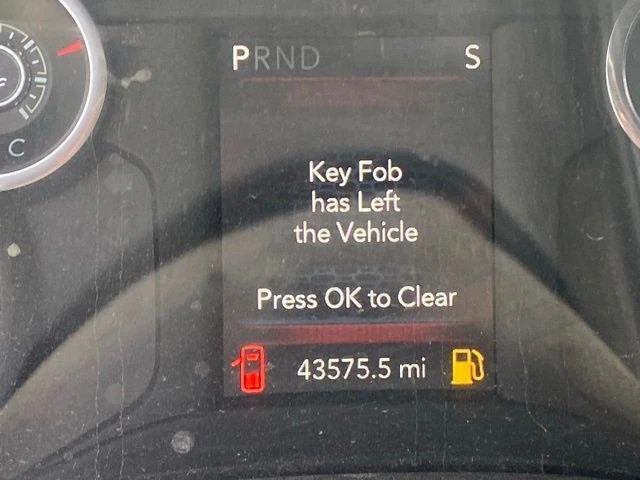 PRND S
Key Fob
has Left
the Vehicle
Press OK to Clear
43575.5 mi
C